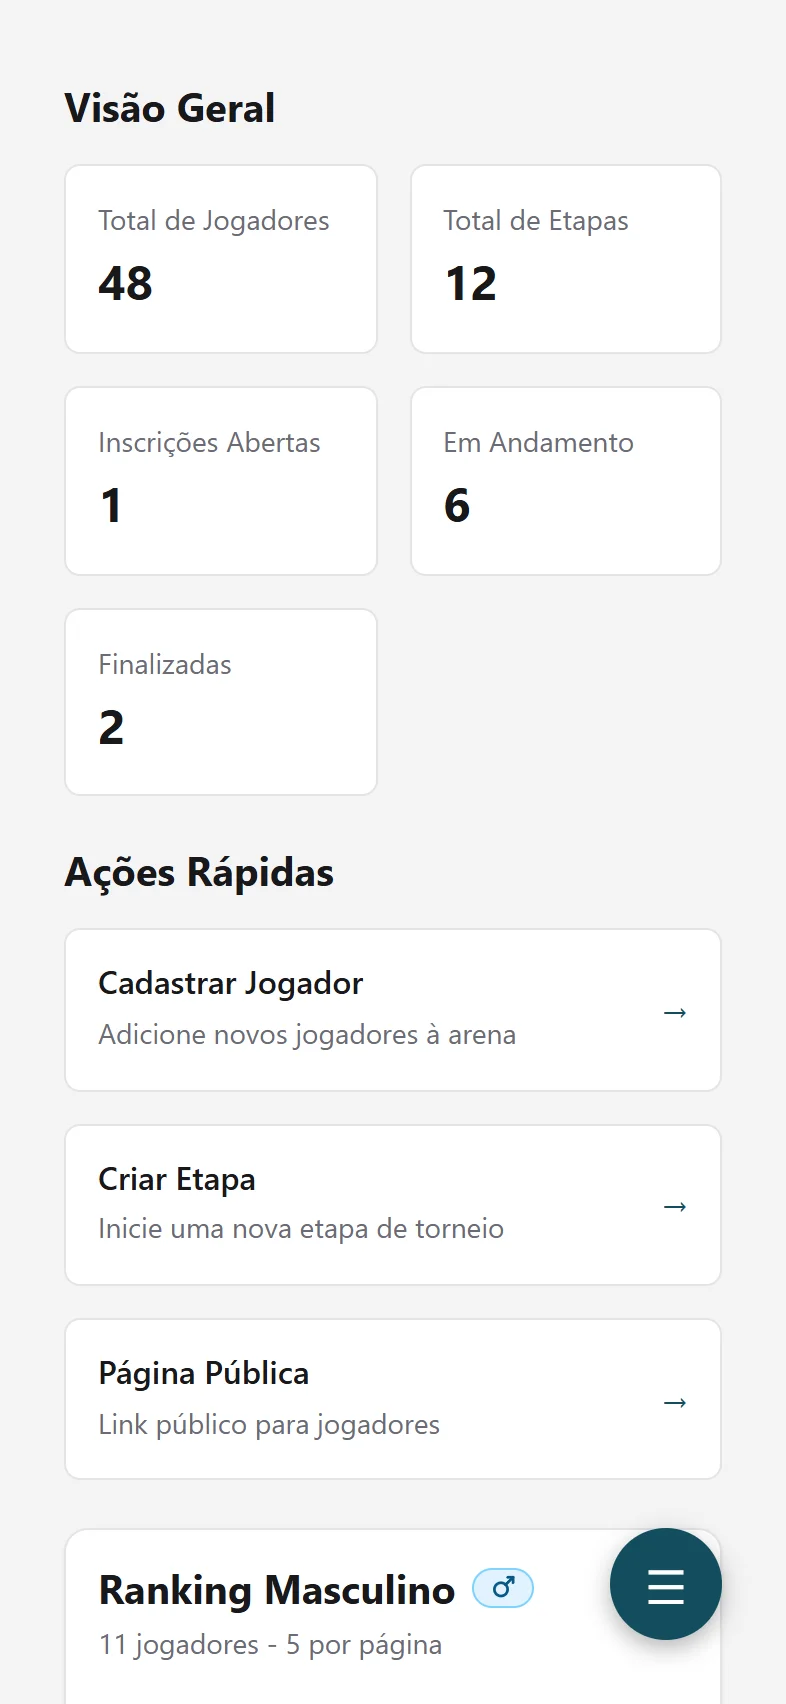 Visão Geral
Total de Jogadores
48
Total de Etapas
12
Inscrições Abertas
1
Em Andamento
6
Finalizadas
2
Ações Rápidas
Cadastrar Jogador
Adicione novos jogadores à arena
→
Criar Etapa
Inicie uma nova etapa de torneio
→
Página Pública
Link público para jogadores
→
Ranking Masculino ♂
11 jogadores - 5 por página